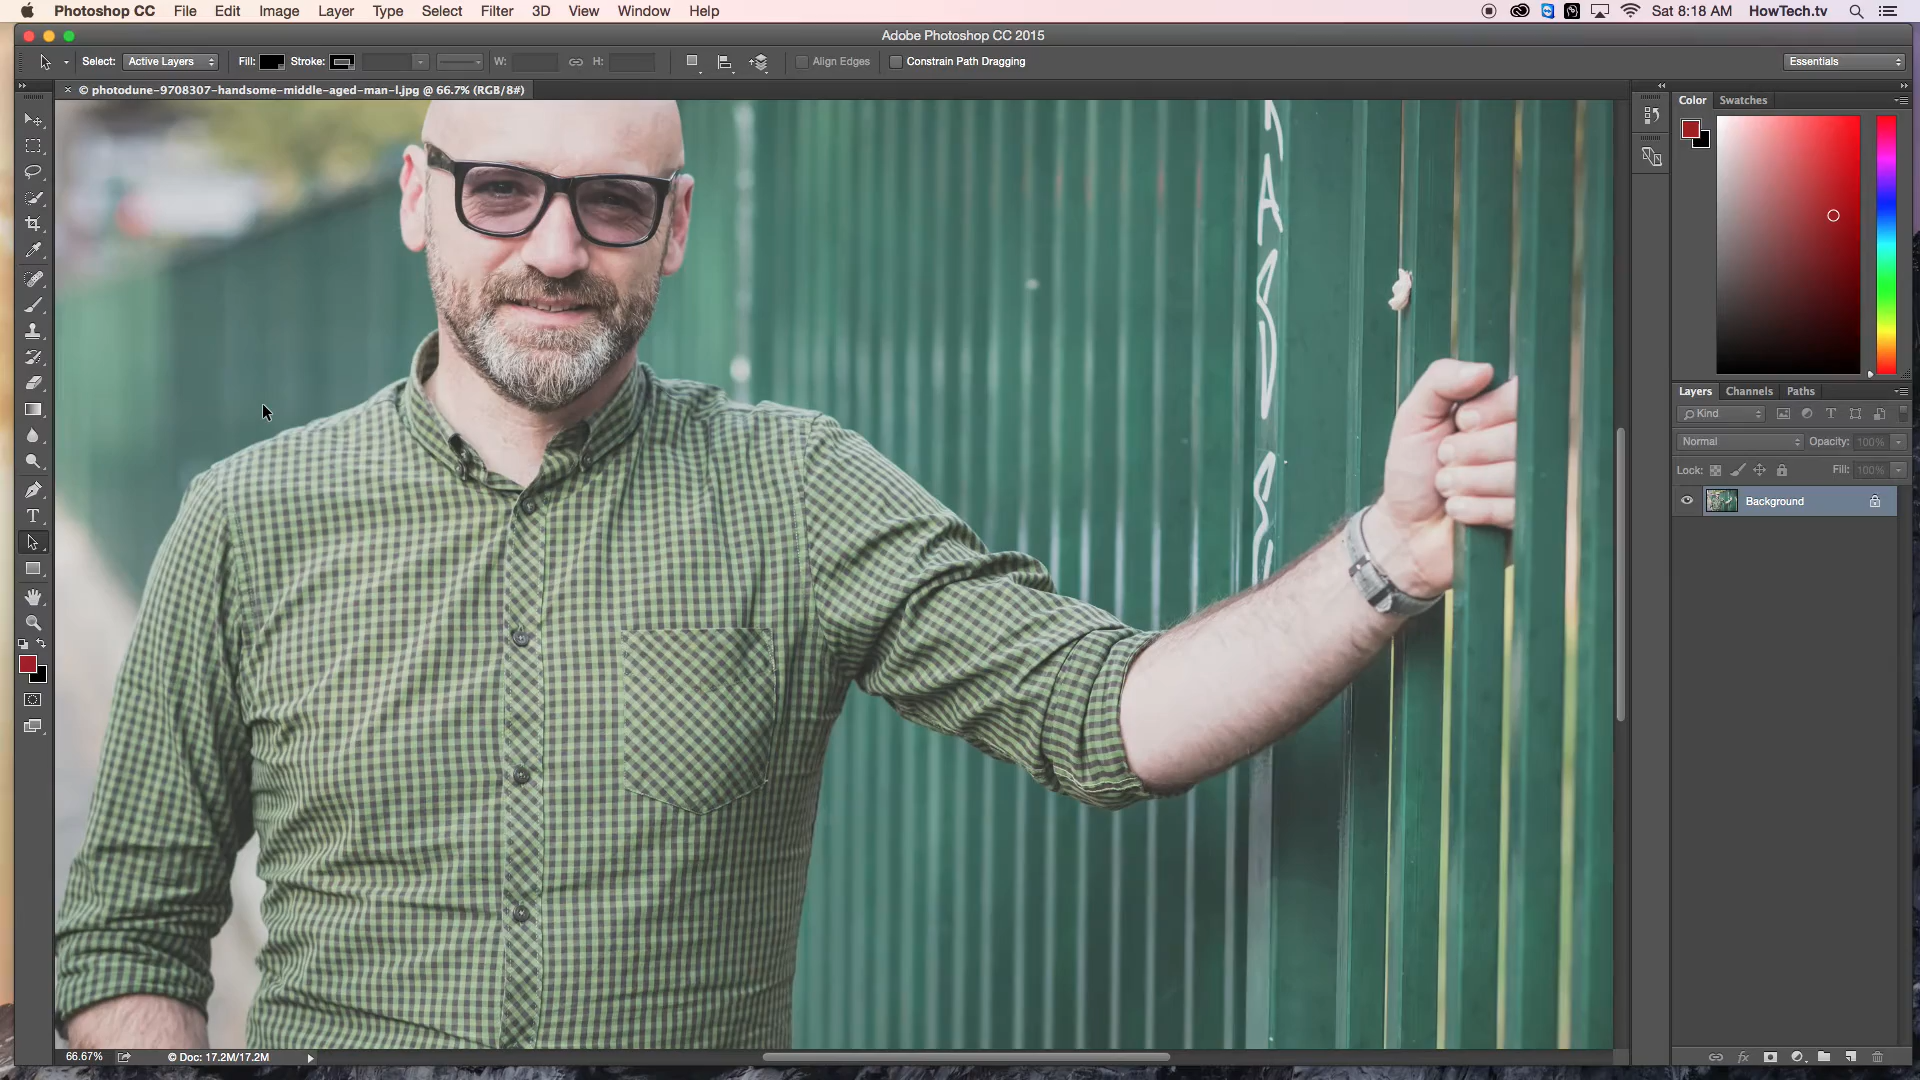 Photoshop CC File Edit Image Layer Type Select Filter 3D View Window Help Sat 8:18 AM HowTech.tv
Adobe Photoshop CC 2015
Select: Active Layers Fill: Stroke: W: H: Align Edges Constrain Path Dragging Essentials
× © photodune-9708307-handsome-middle-aged-man-l.jpg @ 66.7% (RGB/8#)
Color Swatches
Layers Channels Paths
Kind
Normal Opacity: 100%
Lock: Fill: 100%
Background
66.67% © Doc: 17.2M/17.2M